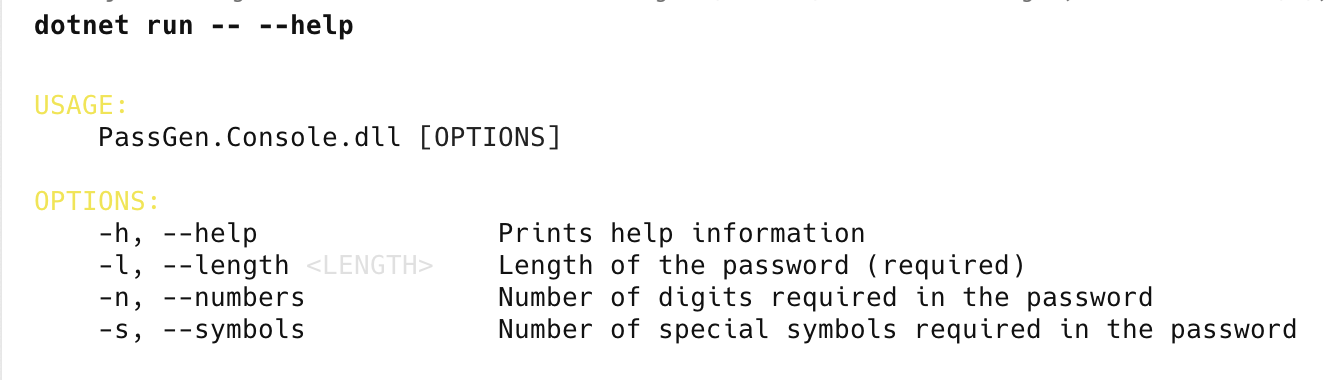 dotnet run -- --help
USAGE:
PassGen.Console.dll [OPTIONS]
OPTIONS:
-h, --help Prints help information
-l, --length <LENGTH> Length of the password (required)
-n, --numbers Number of digits required in the password
-s, --symbols Number of special symbols required in the password